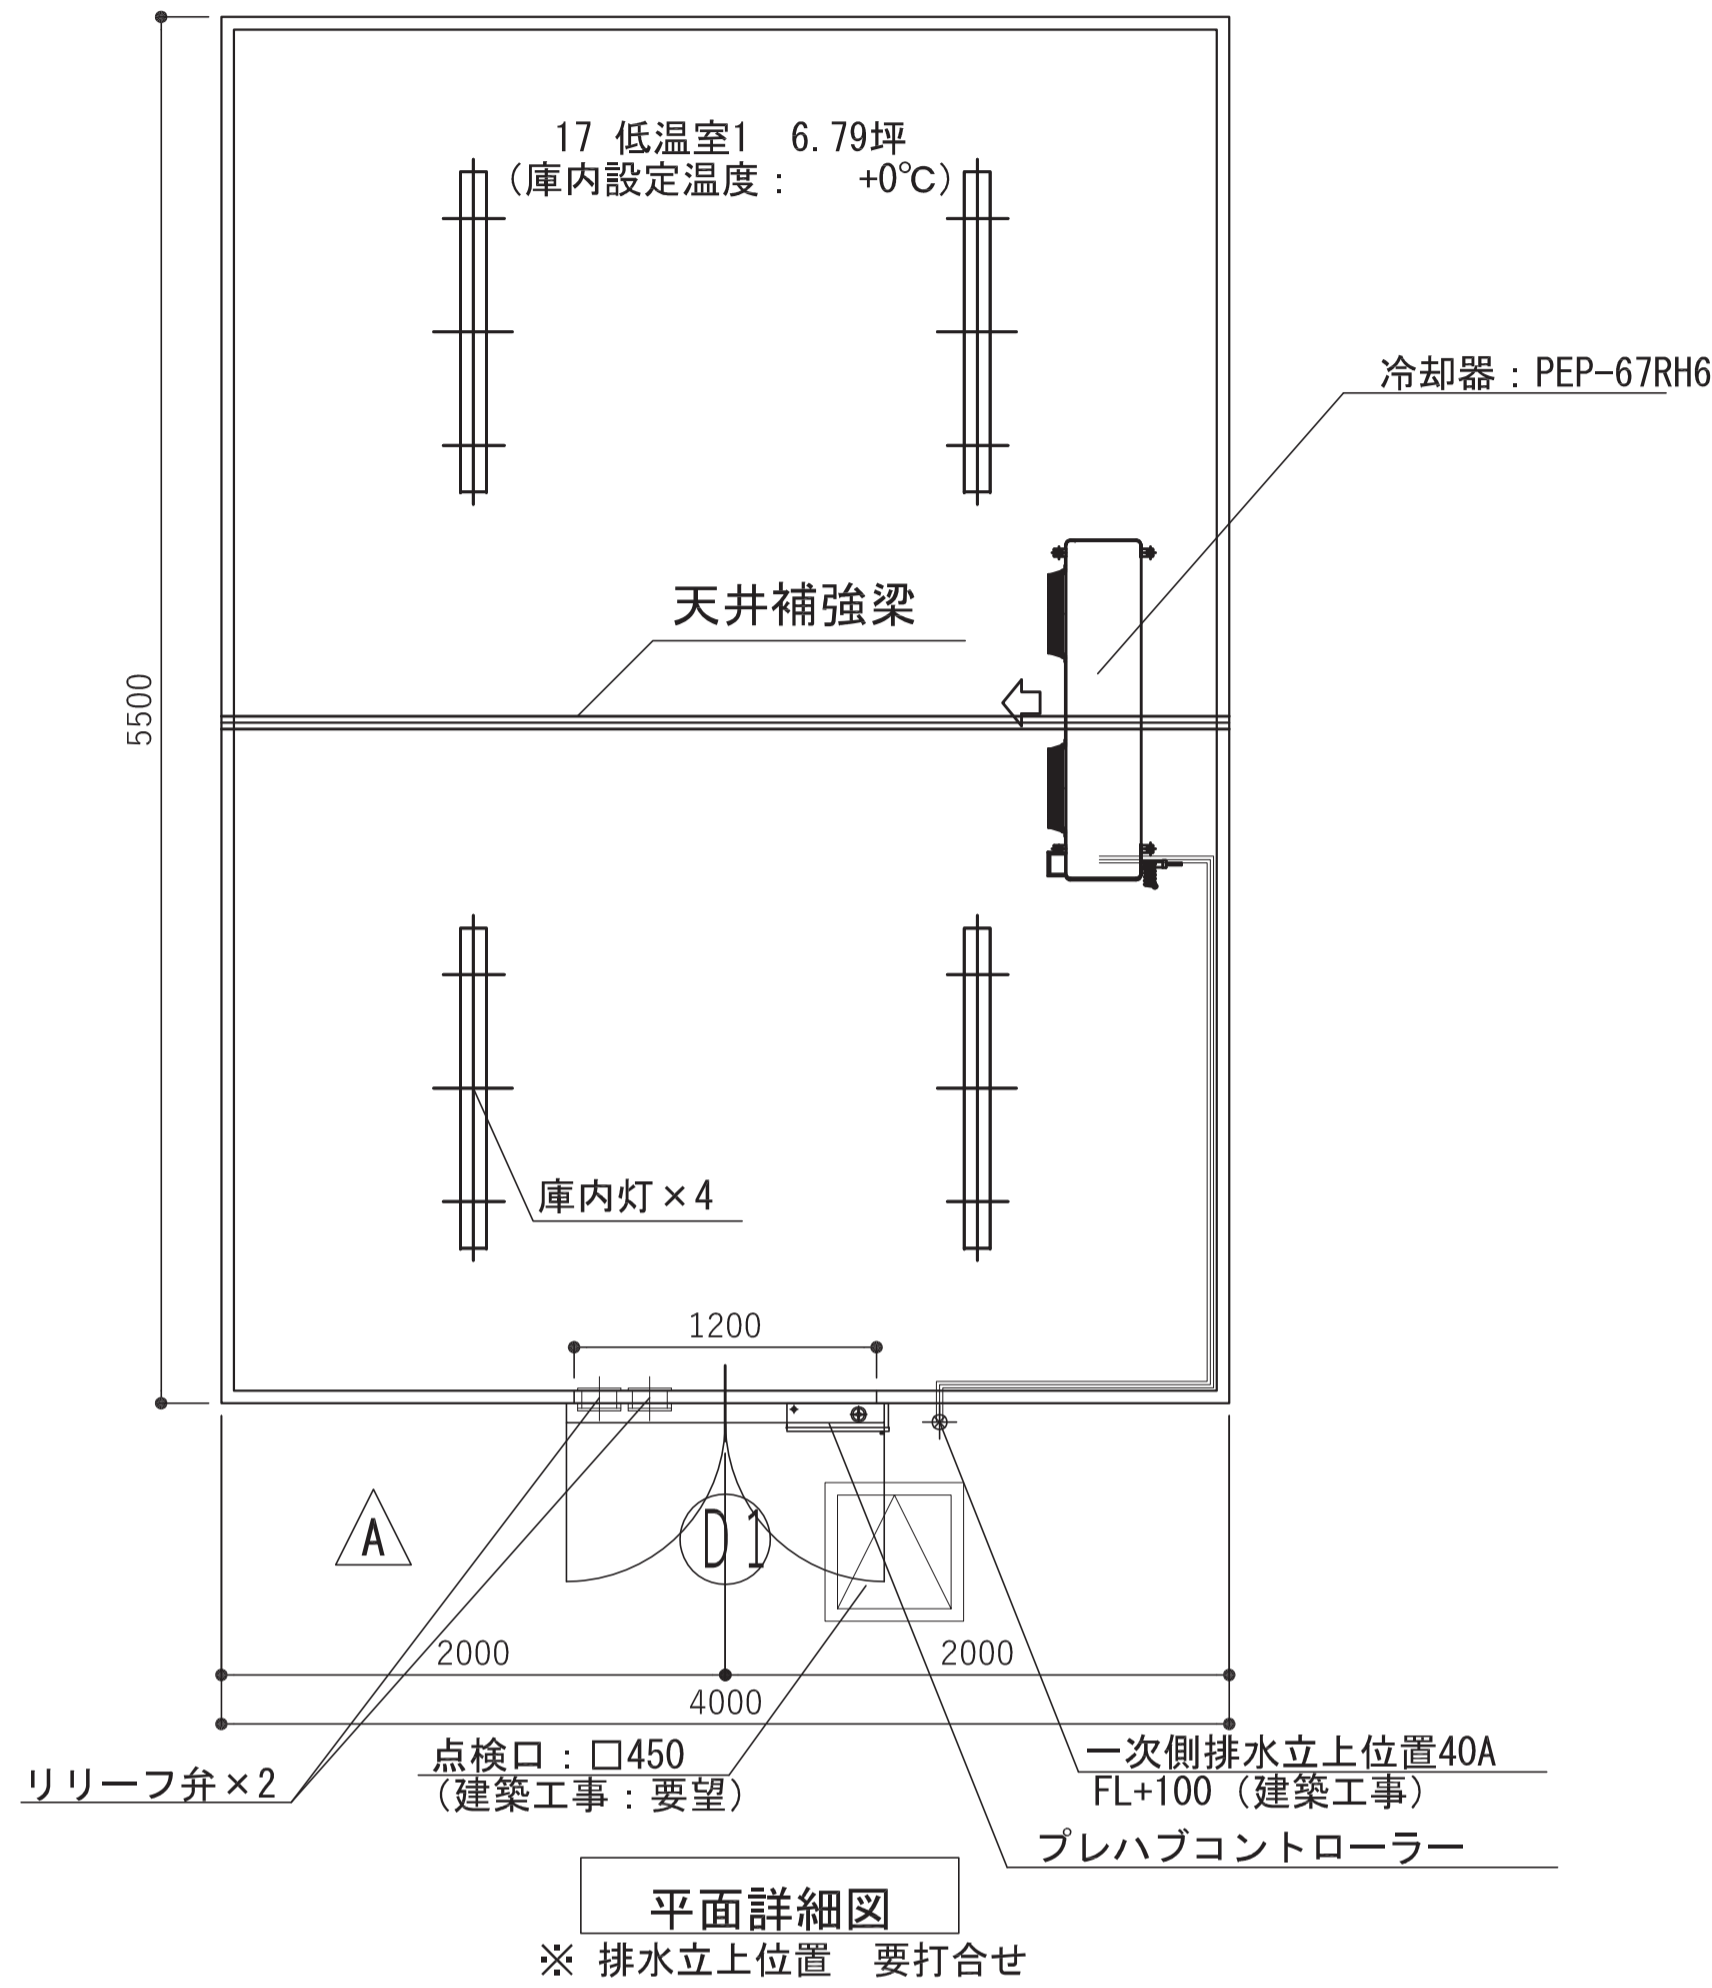 17 低温室1 6.79坪
(庫内設定温度： +0℃)
冷却器：PEP-67RH6
天井補強梁
5500
庫内灯×4
1200
A
D1
2000
2000
4000
リリーフ弁×2
点検口：□450
(建築工事：要望)
一次側排水立上位置40A
FL+100 (建築工事)
プレハブコントローラー
平面詳細図
※ 排水立上位置 要打合せ